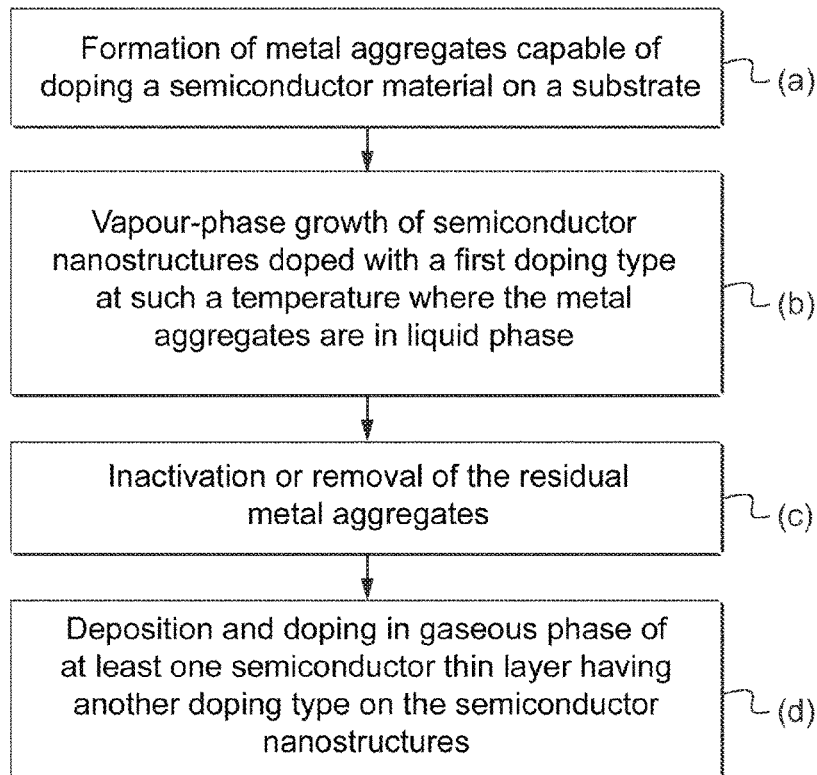 Formation of metal aggregates capable of
doping a semiconductor material on a substrate
(a)
Vapour-phase growth of semiconductor
nanostructures doped with a first doping type
at such a temperature where the metal
aggregates are in liquid phase
(b)
Inactivation or removal of the residual
metal aggregates
(c)
Deposition and doping in gaseous phase of
at least one semiconductor thin layer having
another doping type on the semiconductor
nanostructures
(d)